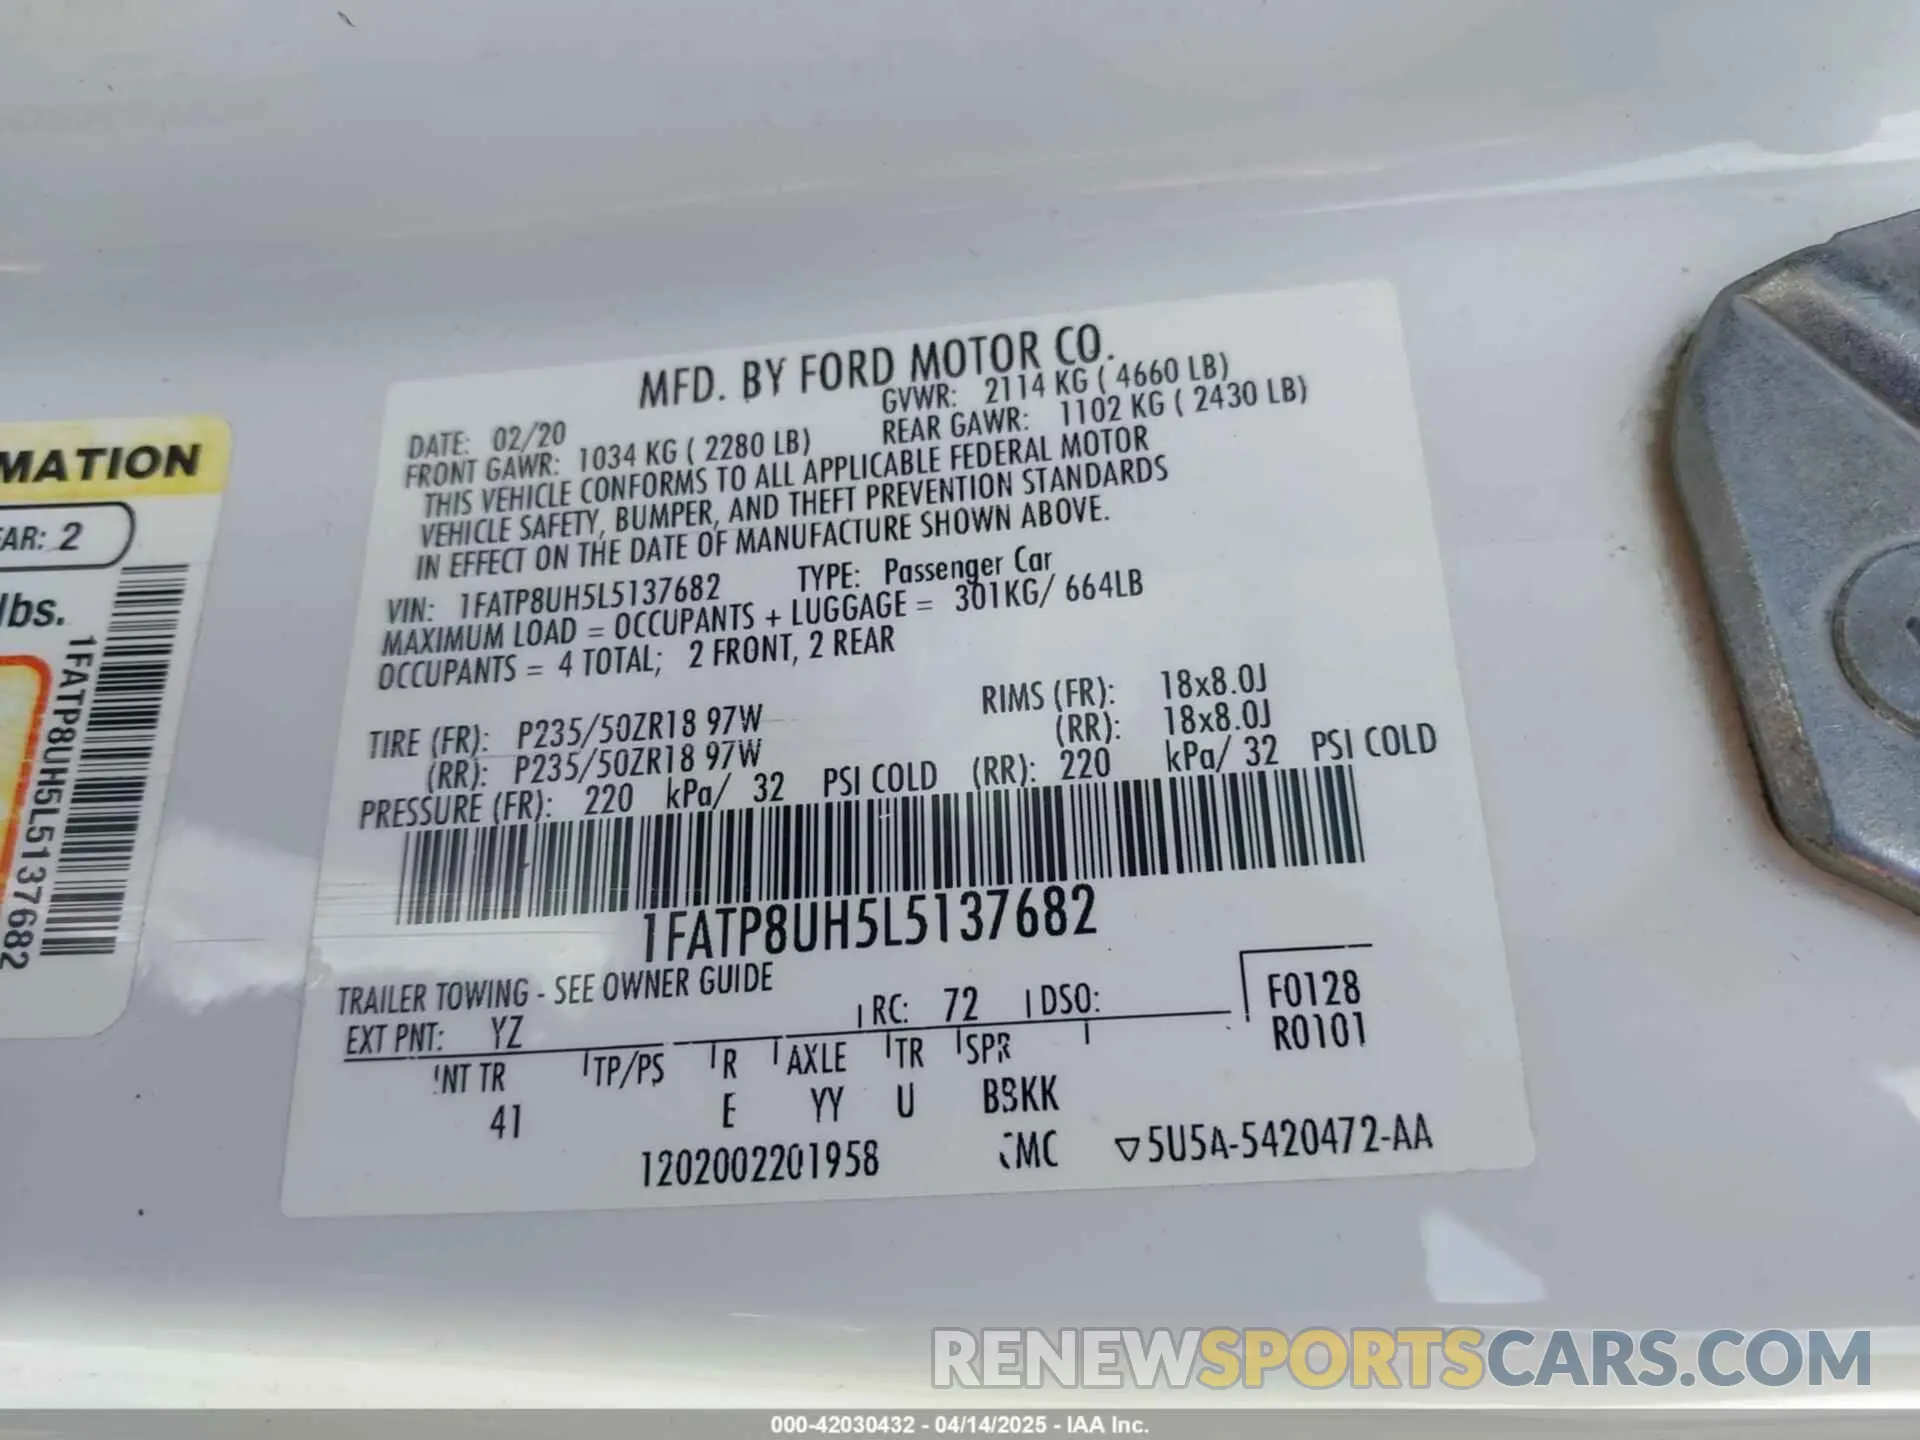 MFD. BY FORD MOTOR CO.
DATE: 02/20 GVWR: 2114 KG ( 4660 LB)
FRONT GAWR: 1034 KG ( 2280 LB) REAR GAWR: 1102 KG ( 2430 LB)
THIS VEHICLE CONFORMS TO ALL APPLICABLE FEDERAL MOTOR
VEHICLE SAFETY, BUMPER, AND THEFT PREVENTION STANDARDS
IN EFFECT ON THE DATE OF MANUFACTURE SHOWN ABOVE.
VIN: 1FATP8UH5L5137682 TYPE: Passenger Car
MAXIMUM LOAD = OCCUPANTS + LUGGAGE = 301KG/ 664LB
OCCUPANTS = 4 TOTAL; 2 FRONT, 2 REAR
TIRE (FR): P235/50ZR18 97W RIMS (FR): 18x8.0J
(RR): P235/50ZR18 97W (RR): 18x8.0J
PRESSURE (FR): 220 kPa/ 32 PSI COLD (RR): 220 kPa/ 32 PSI COLD
1FATP8UH5L5137682
TRAILER TOWING - SEE OWNER GUIDE
EXT PNT: YZ RC: 72 DSO: F0128
R0101
INT TR TP/PS R AXLE TR SPR
41 E YY U BBKK
1202002201958 MC ▽5U5A-5420472-AA
MATION
EAR: 2
lbs.
1FATP8UH5L5137682
RENEWSPORTSCARS.COM
000-42030432 - 04/14/2025 - IAA Inc.